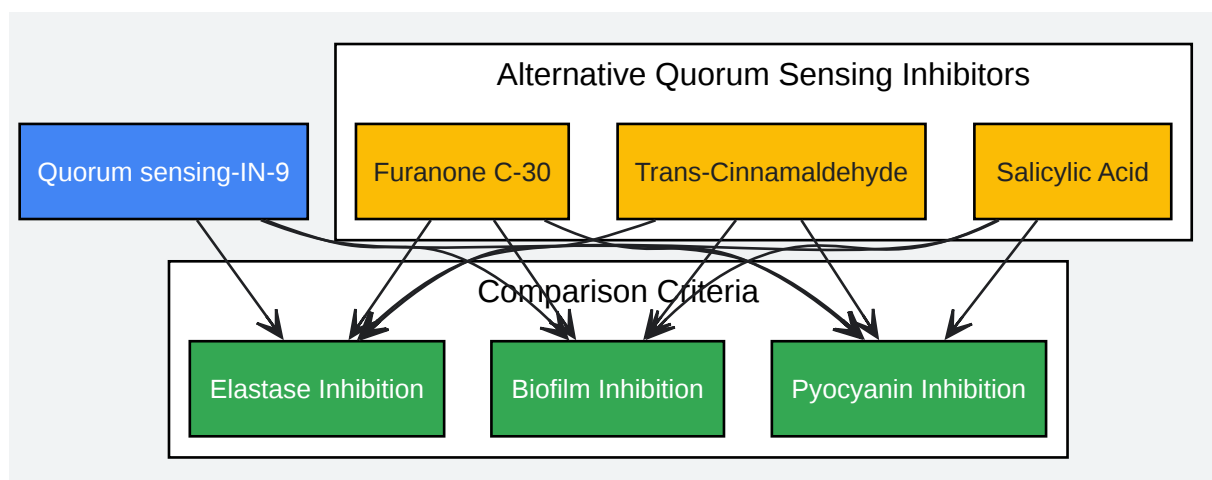 Alternative Quorum Sensing Inhibitors
Quorum sensing-IN-9
Furanone C-30
Trans-Cinnamaldehyde
Salicylic Acid
Comparison Criteria
Elastase Inhibition
Biofilm Inhibition
Pyocyanin Inhibition